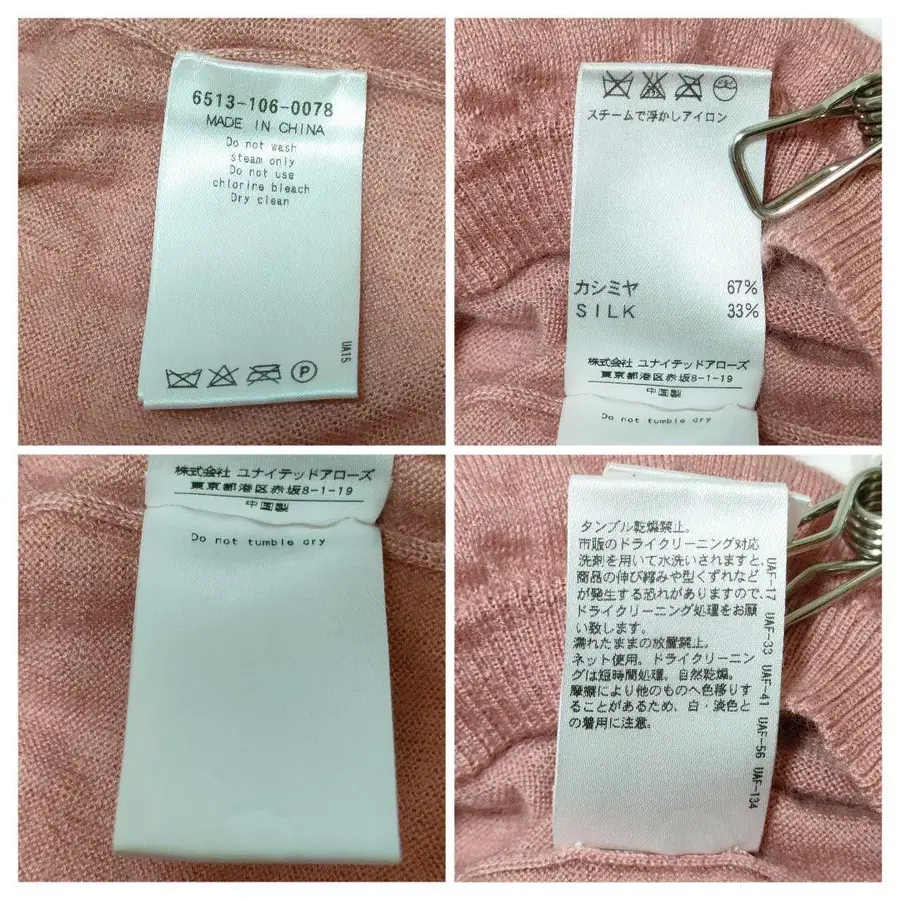 6513-106-0078
MADE IN CHINA
Do not wash
steam only
Do not use
chlorine bleach
Dry clean
UA15
P
スチームで浮かしアイロン
カシミヤ 67%
SILK 33%
株式会社 ユナイテッドアローズ
東京都港区赤坂8-1-19
中国製
Do not tumble dry
株式会社 ユナイテッドアローズ
東京都港区赤坂8-1-19
中国製
Do not tumble dry
タンブル乾燥禁止。
市販のドライクリーニング対応
洗剤を用いて水洗いされますと、
商品の伸び縮みや型くずれなど
が発生する恐れがありますので、
ドライクリーニング処理をお願
い致します。
濡れたままの放置禁止。
ネット使用。ドライクリーニン
グは短時間処理。自然乾燥。
摩擦により他のものへ色移りす
ることがあるため、白・淡色と
の着用に注意。
UAF-17 UAF-33 UAF-41 UAF-56 UAF-134